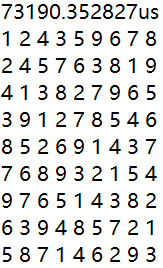 73190.352827us
1 2 4 3 5 9 6 7 8
2 4 5 7 6 3 8 1 9
4 1 3 8 2 7 9 6 5
3 9 1 2 7 8 5 4 6
8 5 2 6 9 1 4 3 7
7 6 8 9 3 2 1 5 4
9 7 6 5 1 4 3 8 2
6 3 9 4 8 5 7 2 1
5 8 7 1 4 6 2 9 3